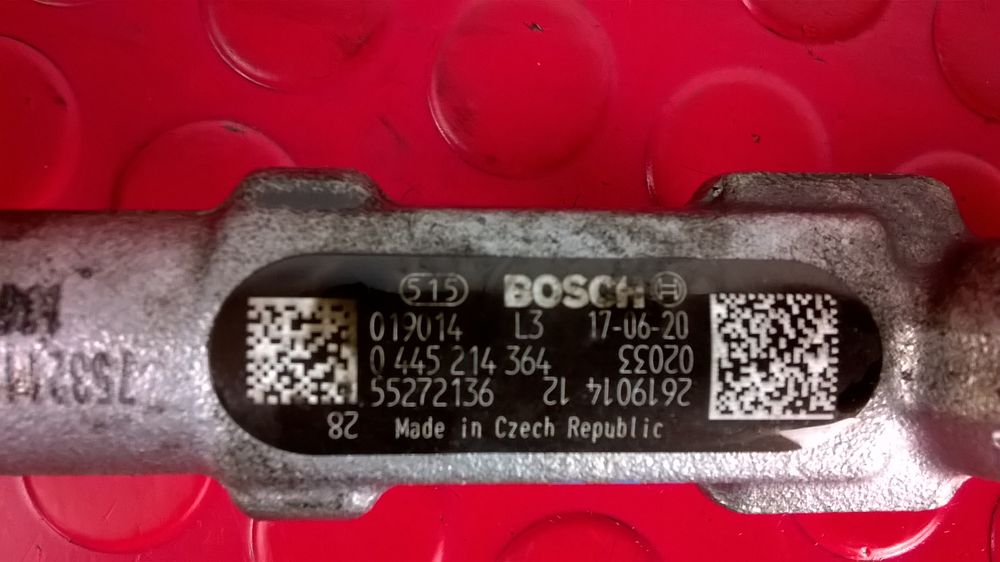 515 BOSCH
019014 L3 17-06-20
0 445 214 364 02033
55272136 2619014 12
28 Made in Czech Republic